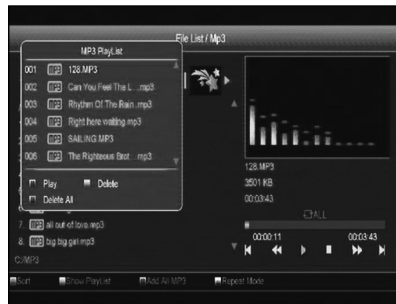 File List / Mp3
MP3 PlayList
001 128.MP3
002 Can You Feel The L...mp3
003 Rhythm Of The Rain.mp3
004 Right here waiting.mp3
005 SAILING.MP3
006 The Righteous Brot...mp3
Play Delete
Delete All
7. all out of love.mp3
8. big big girl.mp3
C:/MP3
128.MP3
3501 KB
00:03:43
ALL
00:00:11 00:03:43
Sort Show PlayList Add All MP3 Repeat Mode